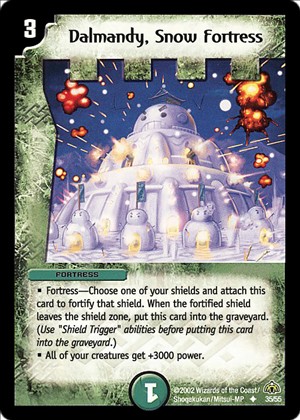 3
Dalmandy, Snow Fortress
FORTRESS
▪ Fortress—Choose one of your shields and attach this
card to fortify that shield. When the fortified shield
leaves the shield zone, put this card into the graveyard.
(Use "Shield Trigger" abilities before putting this card
into the graveyard.)
▪ All of your creatures get +3000 power.
1
©2002 Wizards of the Coast/
Shogakukan/Mitsui-MP ♦ 35/55